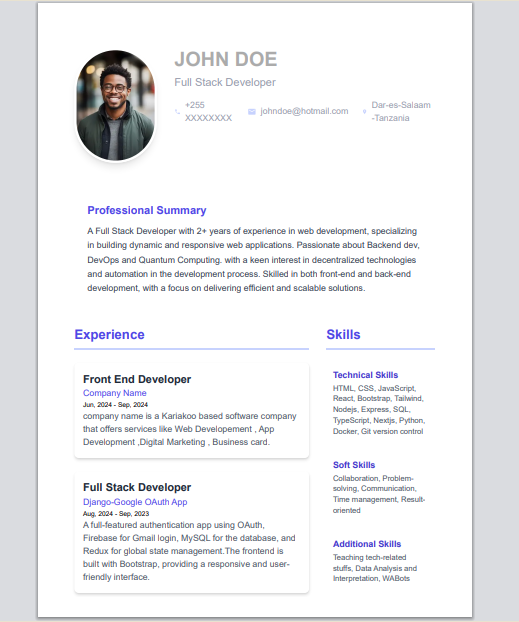 JOHN DOE
Full Stack Developer
+255
XXXXXXXX
johndoe@hotmail.com
Dar-es-Salaam
-Tanzania
Professional Summary
A Full Stack Developer with 2+ years of experience in web development, specializing
in building dynamic and responsive web applications. Passionate about Backend dev,
DevOps and Quantum Computing. with a keen interest in decentralized technologies
and automation in the development process. Skilled in both front-end and back-end
development, with a focus on delivering efficient and scalable solutions.
Experience
Front End Developer
Company Name
Jun, 2024 - Sep, 2024
company name is a Kariakoo based software company
that offers services like Web Developement , App
Development ,Digital Marketing , Business card.
Full Stack Developer
Django-Google OAuth App
Aug, 2024 - Sep, 2023
A full-featured authentication app using OAuth,
Firebase for Gmail login, MySQL for the database, and
Redux for global state management.The frontend is
built with Bootstrap, providing a responsive and user-
friendly interface.
Skills
Technical Skills
HTML, CSS, JavaScript,
React, Bootstrap, Tailwind,
Nodejs, Express, SQL,
TypeScript, Nextjs, Python,
Docker, Git version control
Soft Skills
Collaboration, Problem-
solving, Communication,
Time management, Result-
oriented
Additional Skills
Teaching tech-related
stuffs, Data Analysis and
Interpretation, WABots